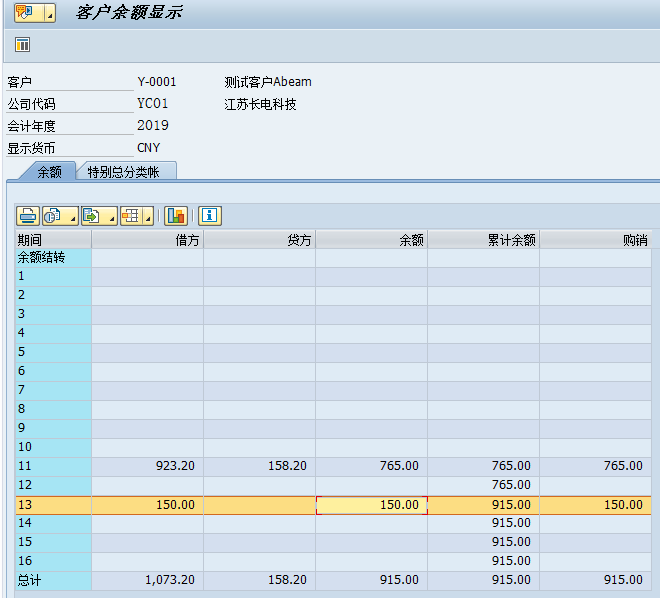 客户余额显示
客户 Y-0001 测试客户Abeam
公司代码 YC01 江苏长电科技
会计年度 2019
显示货币 CNY
余额 特别总分类帐
期间 借方 贷方 余额 累计余额 购销
余额结转
1
2
3
4
5
6
7
8
9
10
11 923.20 158.20 765.00 765.00 765.00
12 765.00
13 150.00 150.00 915.00 150.00
14 915.00
15 915.00
16 915.00
总计 1,073.20 158.20 915.00 915.00 915.00